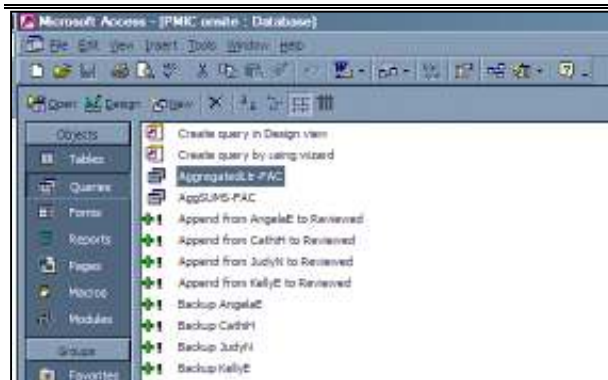 Microsoft Access - [PMIC onsite : Database]
File Edit View Insert Tools Window Help
Open Design New
Objects
Tables
Queries
Forms
Reports
Pages
Macros
Modules
Groups
Favorites
Create query in Design view
Create query by using wizard
AggregatedLtr-FAC
AggSUMS-FAC
Append from AngelaE to Reviewed
Append from CathiH to Reviewed
Append from JudyN to Reviewed
Append from KellyE to Reviewed
Backup AngelaE
Backup CathiH
Backup JudyN
Backup KellyE